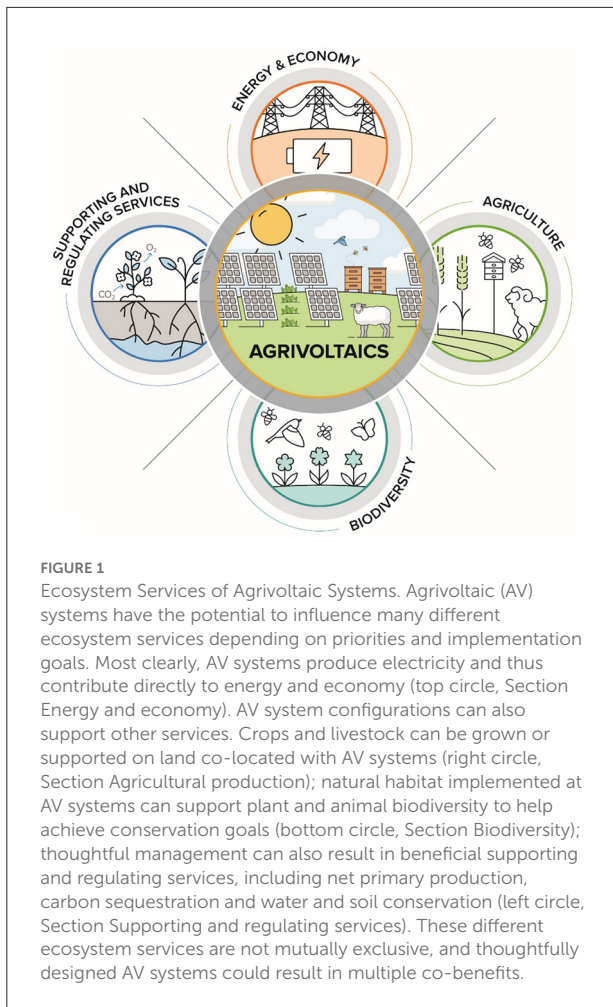 ENERGY & ECONOMY
SUPPORTING AND
REGULATING SERVICES
AGRICULTURE
O₂
CO₂
AGRIVOLTAICS
BIODIVERSITY
FIGURE 1
Ecosystem Services of Agrivoltaic Systems. Agrivoltaic (AV)
systems have the potential to influence many different
ecosystem services depending on priorities and implementation
goals. Most clearly, AV systems produce electricity and thus
contribute directly to energy and economy (top circle, Section
Energy and economy). AV system configurations can also
support other services. Crops and livestock can be grown or
supported on land co-located with AV systems (right circle,
Section Agricultural production); natural habitat implemented at
AV systems can support plant and animal biodiversity to help
achieve conservation goals (bottom circle, Section Biodiversity);
thoughtful management can also result in beneficial supporting
and regulating services, including net primary production,
carbon sequestration and water and soil conservation (left circle,
Section Supporting and regulating services). These different
ecosystem services are not mutually exclusive, and thoughtfully
designed AV systems could result in multiple co-benefits.